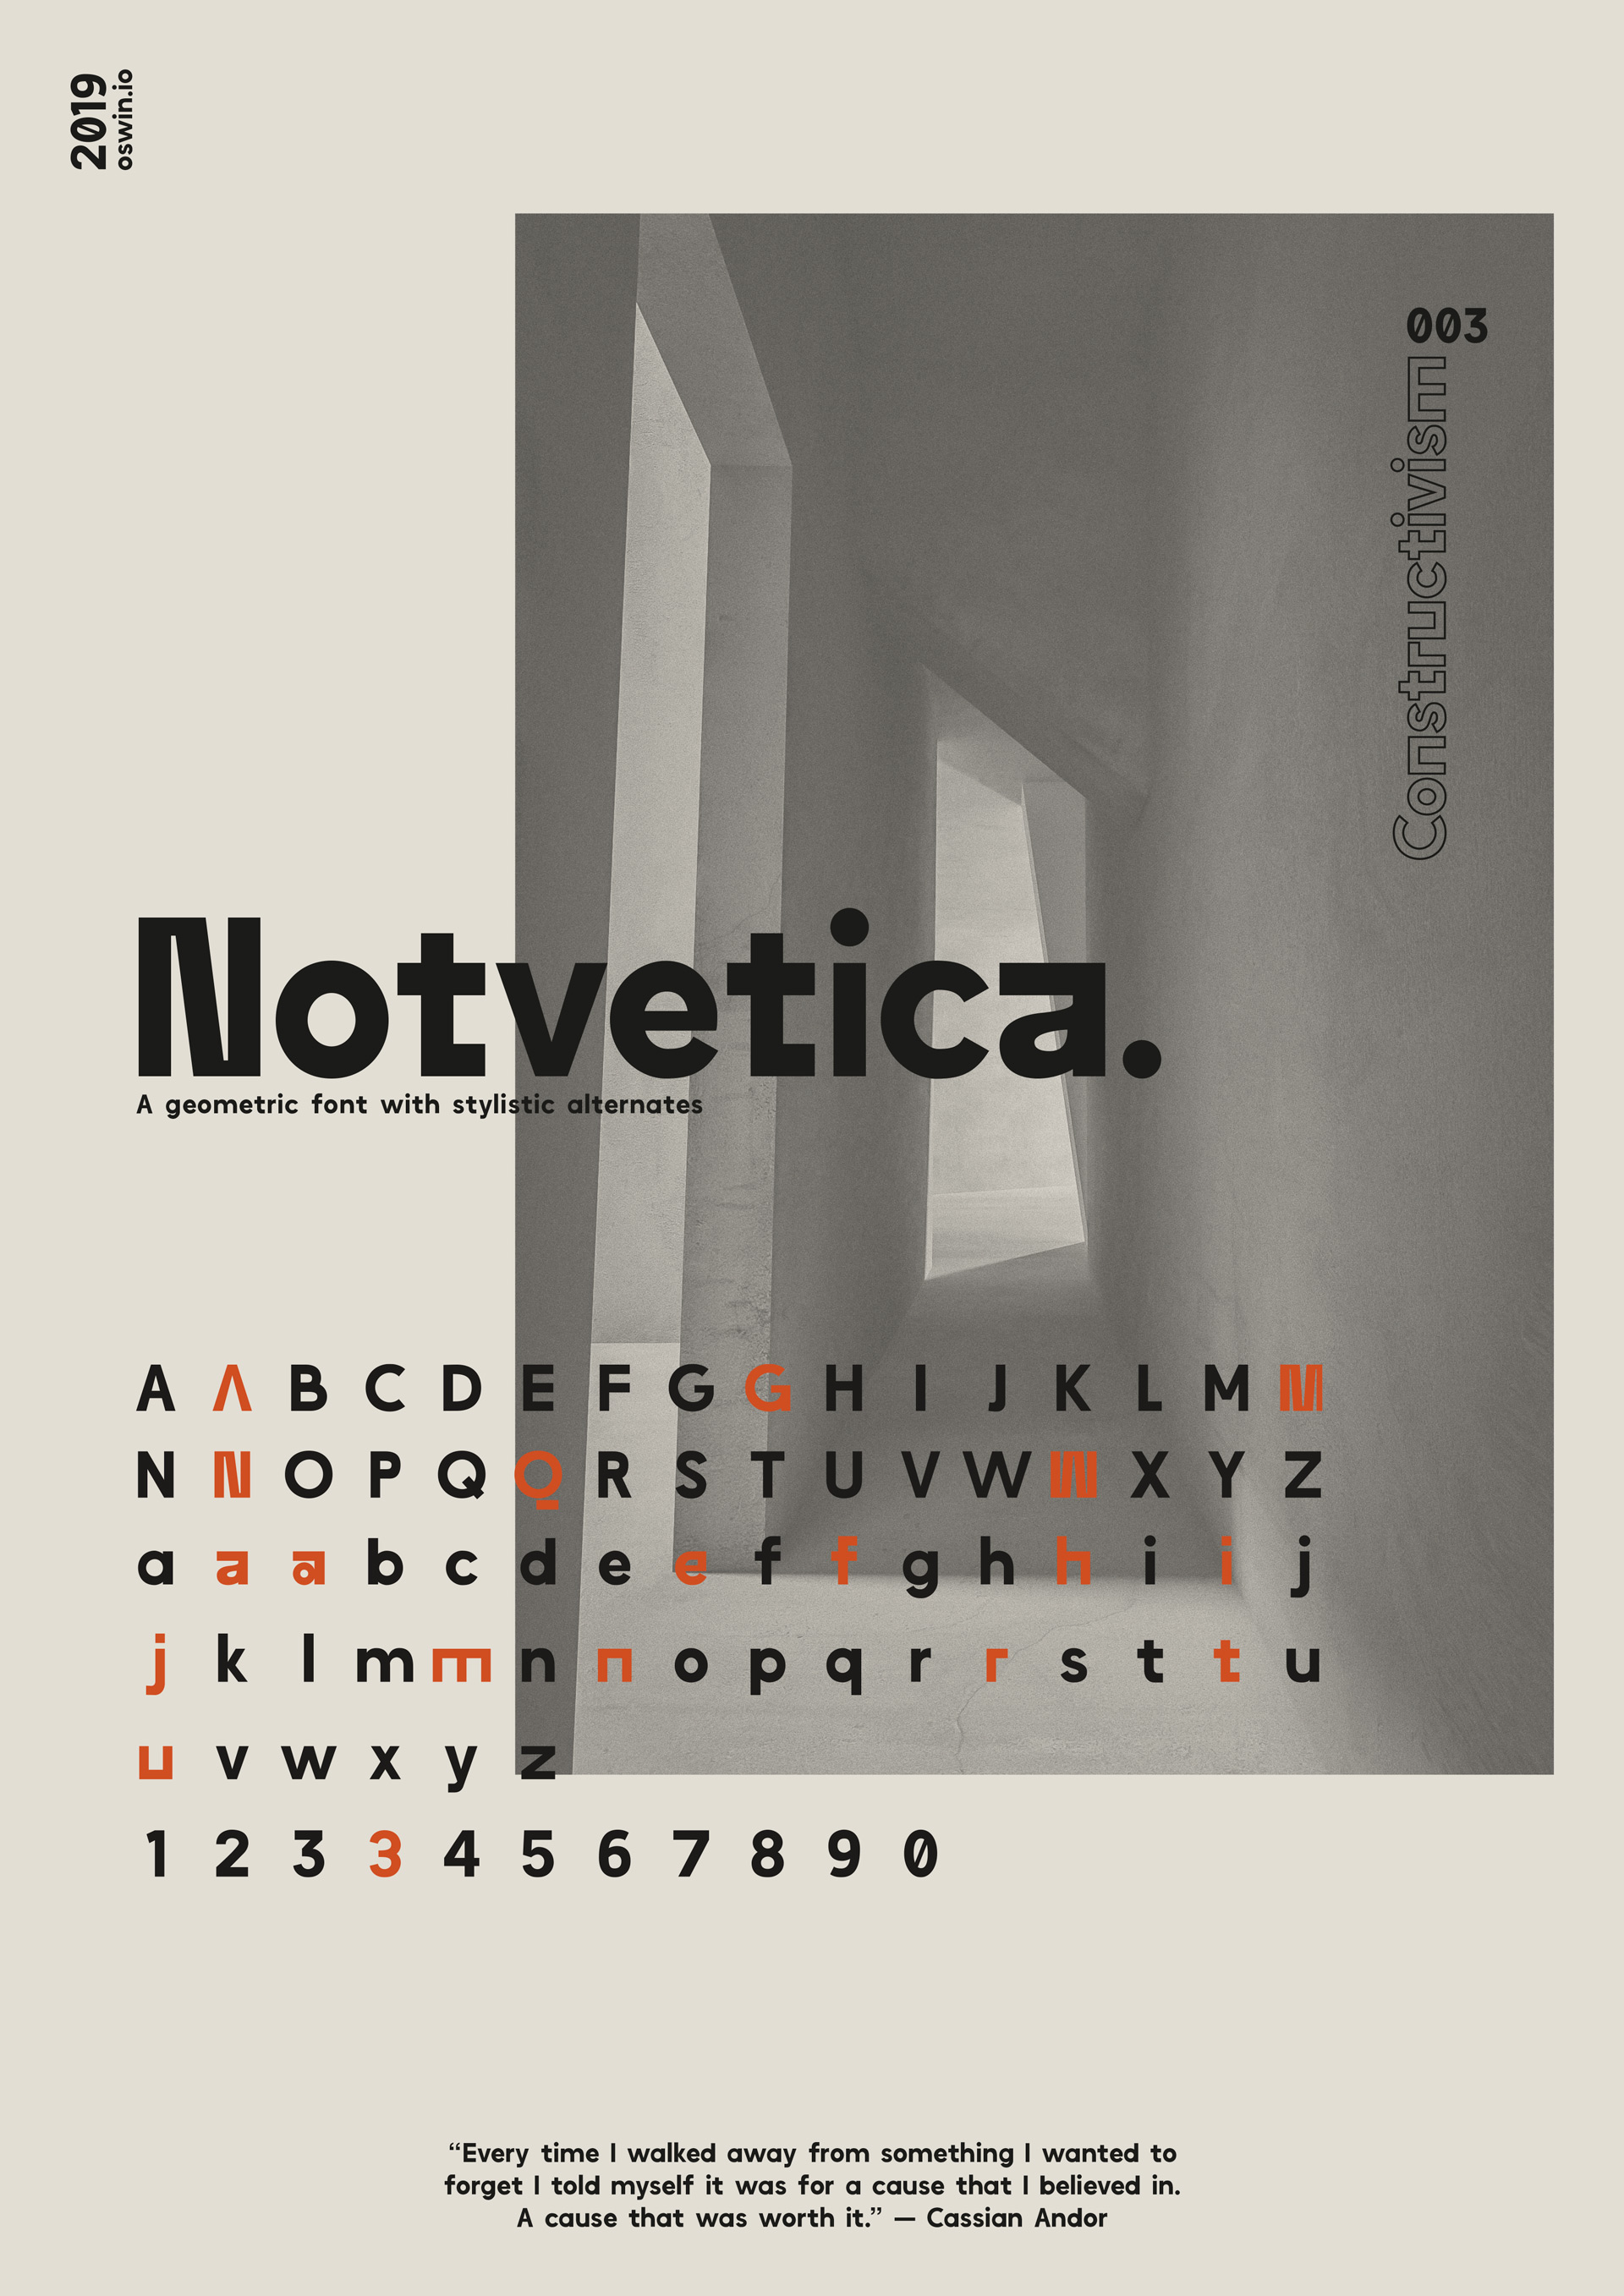 2019
oswin.io
003
Constructivism
Notvetica.
A geometric font with stylistic alternates
A Λ B C D E F G G H I J K L M M
N N O P Q Q R S T U V W W X Y Z
a a a b c d e e f f g h h i i j
j k l m m n n o p q r r s t t u
u v w x y z
1 2 3 3 4 5 6 7 8 9 0
“Every time I walked away from something I wanted to
forget I told myself it was for a cause that I believed in.
A cause that was worth it.” — Cassian Andor